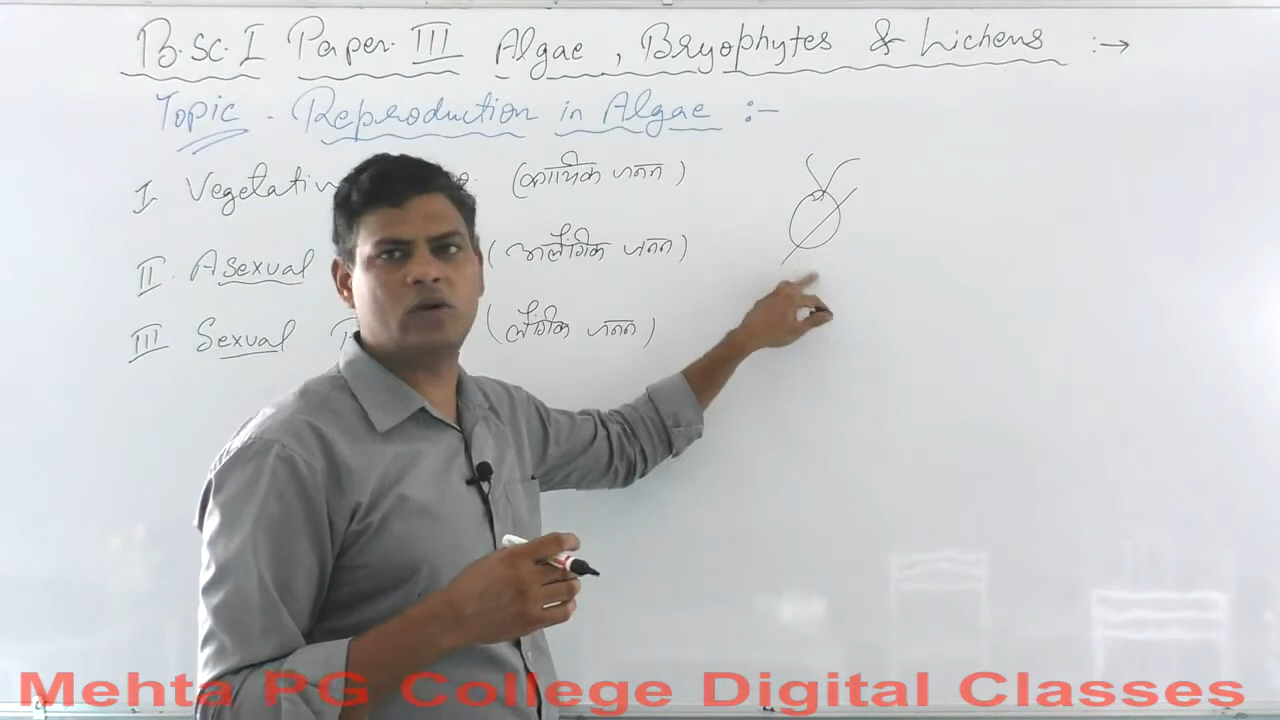 B.Sc. I Paper. III Algae, Bryophytes & Lichens :→
Topic - Reproduction in Algae :-
I Vegetativ (कायिक जनन)
II. Asexual (अलैंगिक जनन)
III Sexual (लैंगिक जनन)
Mehta PG College Digital Classes